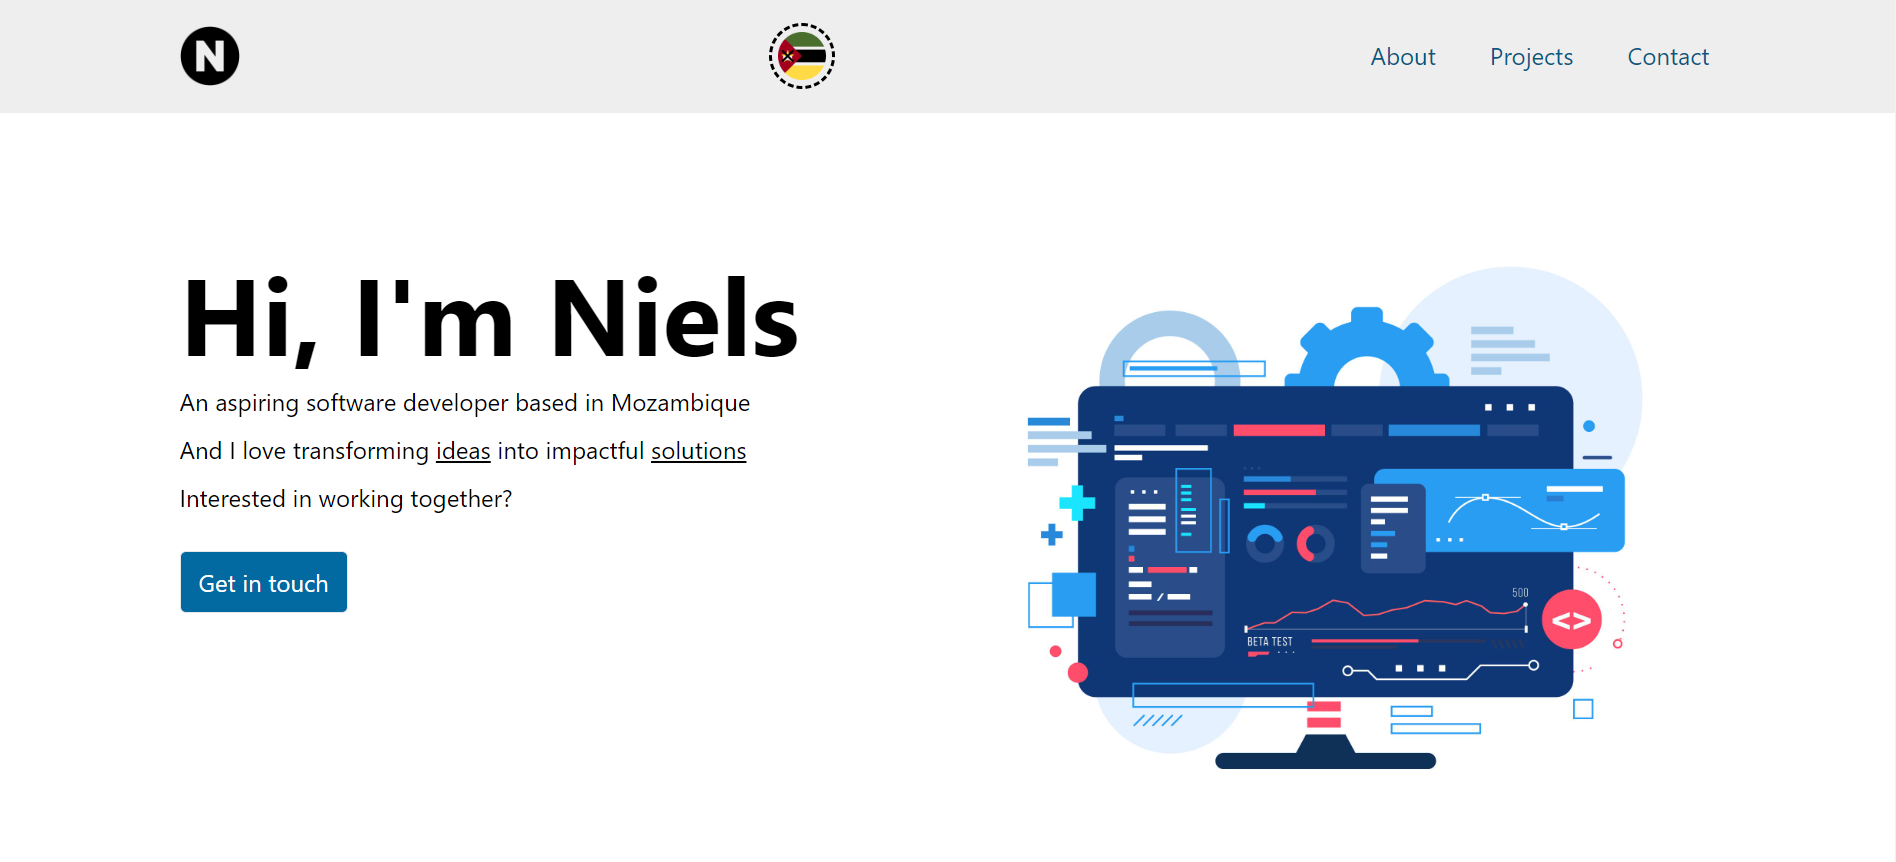 N
About Projects Contact
Hi, I'm Niels
An aspiring software developer based in Mozambique
And I love transforming ideas into impactful solutions
Interested in working together?
Get in touch
500
<>
BETA TEST